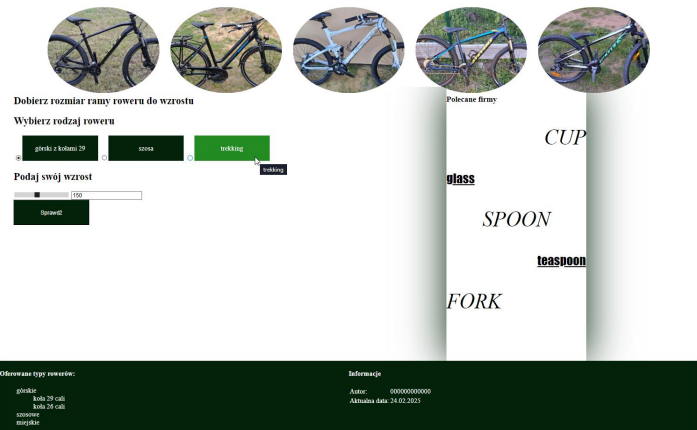 Dobierz rozmiar ramy roweru do wzrostu
Wybierz rodzaj roweru
górski z kołami 29
szosa
trekking
trekking
Podaj swój wzrost
150
Sprawdź
Polecane firmy
CUP
glass
SPOON
teaspoon
FORK
Oferowane typy rowerów:
górskie
koła 29 cali
koła 26 cali
szosowe
miejskie
Informacje
Autor: 000000000000
Aktualna data: 24.02.2025